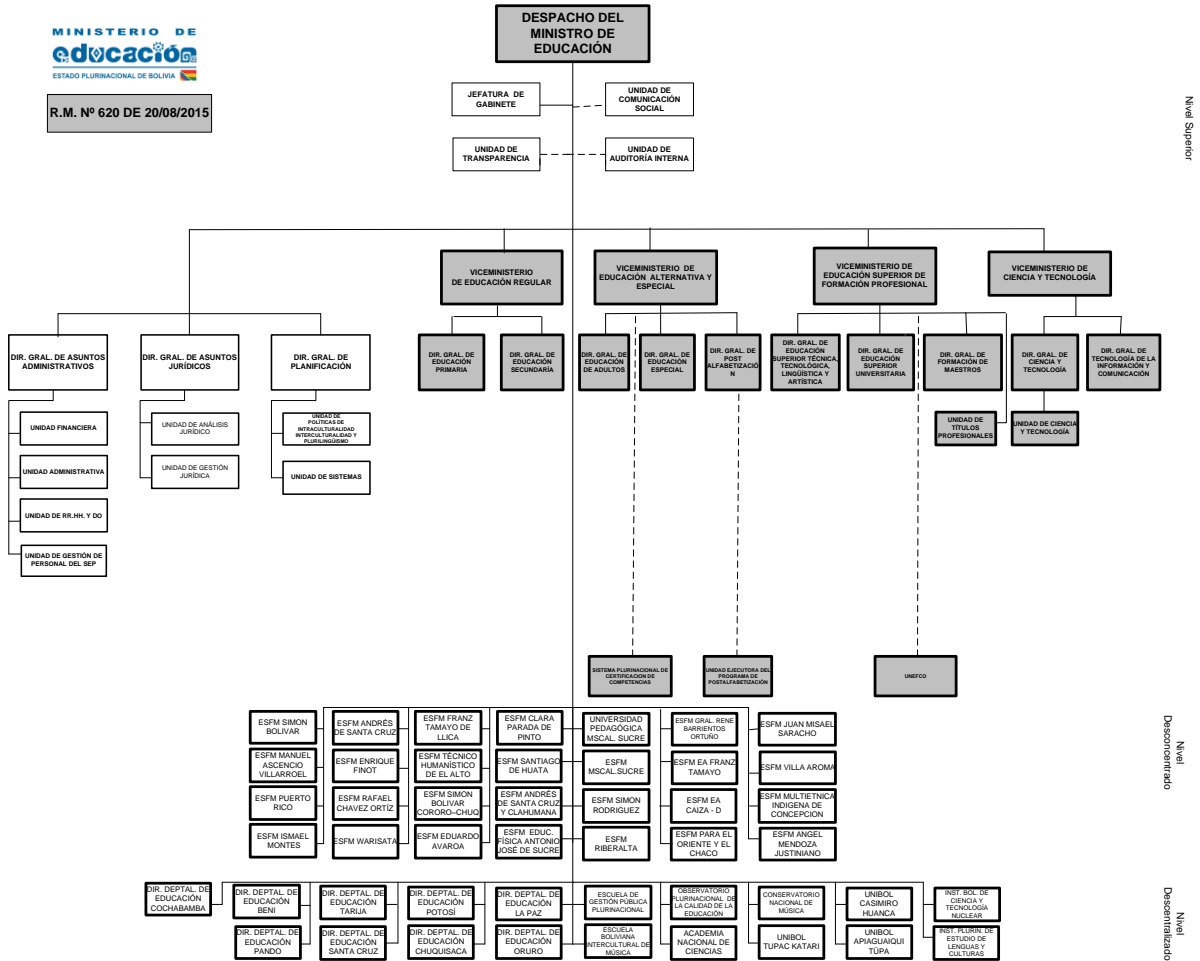 MINISTERIO DE
educación
ESTADO PLURINACIONAL DE BOLIVIA
R.M. Nº 620 DE 20/08/2015
DESPACHO DEL
MINISTRO DE
EDUCACIÓN
JEFATURA DE
GABINETE
UNIDAD DE
COMUNICACIÓN
SOCIAL
UNIDAD DE
TRANSPARENCIA
UNIDAD DE
AUDITORÍA INTERNA
Nivel Superior
VICEMINISTERIO
DE EDUCACIÓN REGULAR
VICEMINISTERIO DE
EDUCACIÓN ALTERNATIVA Y
ESPECIAL
VICEMINISTERIO DE
EDUCACIÓN SUPERIOR DE
FORMACIÓN PROFESIONAL
VICEMINISTERIO DE
CIENCIA Y TECNOLOGÍA
DIR. GRAL. DE ASUNTOS
ADMINISTRATIVOS
DIR. GRAL. DE ASUNTOS
JURÍDICOS
DIR. GRAL. DE
PLANIFICACIÓN
DIR. GRAL. DE
EDUCACIÓN
PRIMARIA
DIR. GRAL. DE
EDUCACIÓN
SECUNDARÍA
DIR. GRAL. DE
EDUCACIÓN
DE ADULTOS
DIR. GRAL. DE
EDUCACIÓN
ESPECIAL
DIR. GRAL. DE
POST
ALFABETIZACIÓ
N
DIR. GRAL. DE
EDUCACIÓN
SUPERIOR TÉCNICA,
TECNOLÓGICA,
LINGÜÍSTICA Y
ARTÍSTICA
DIR. GRAL. DE
EDUCACIÓN
SUPERIOR
UNIVERSITARIA
DIR. GRAL. DE
FORMACIÓN DE
MAESTROS
DIR. GRAL. DE
CIENCIA Y
TECNOLOGÍA
DIR. GRAL. DE
TECNOLOGÍA DE LA
INFORMACIÓN Y
COMUNICACIÓN
UNIDAD FINANCIERA
UNIDAD ADMINISTRATIVA
UNIDAD DE RR.HH. Y DO
UNIDAD DE GESTIÓN DE
PERSONAL DEL SEP
UNIDAD DE ANÁLISIS
JURÍDICO
UNIDAD DE GESTIÓN
JURÍDICA
UNIDAD DE
POLÍTICAS DE
INTRACULTURALIDAD
INTERCULTURALIDAD Y
PLURILINGÜISMO
UNIDAD DE SISTEMAS
UNIDAD DE
TÍTULOS
PROFESIONALES
UNIDAD DE CIENCIA
Y TECNOLOGÍA
SISTEMA PLURINACIONAL DE
CERTIFICACION DE
COMPETENCIAS
UNIDAD EJECUTORA DEL
PROGRAMA DE
POSTALFABETIZACIÓN
UNEFCO
ESFM SIMON
BOLIVAR
ESFM ANDRÉS
DE SANTA CRUZ
ESFM FRANZ
TAMAYO DE
LLICA
ESFM CLARA
PARADA DE
PINTO
UNIVERSIDAD
PEDAGÓGICA
MSCAL. SUCRE
ESFM GRAL. RENE
BARRIENTOS
ORTUÑO
ESFM JUAN MISAEL
SARACHO
ESFM MANUEL
ASCENCIO
VILLARROEL
ESFM ENRIQUE
FINOT
ESFM TÉCNICO
HUMANÍSTICO
DE EL ALTO
ESFM SANTIAGO
DE HUATA
ESFM
MSCAL.SUCRE
ESFM EA FRANZ
TAMAYO
ESFM VILLA AROMA
ESFM PUERTO
RICO
ESFM RAFAEL
CHAVEZ ORTÍZ
ESFM SIMON
BOLIVAR
CORORO–CHUQ
ESFM ANDRÉS
DE SANTA CRUZ
Y CLAHUMANA
ESFM SIMON
RODRIGUEZ
ESFM EA
CAIZA - D
ESFM MULTIETNICA
INDIGENA DE
CONCEPCION
ESFM ISMAEL
MONTES
ESFM WARISATA
ESFM EDUARDO
AVAROA
ESFM EDUC.
FÍSICA ANTONIO
JOSÉ DE SUCRE
ESFM
RIBERALTA
ESFM PARA EL
ORIENTE Y EL
CHACO
ESFM ANGEL
MENDOZA
JUSTINIANO
Nivel
Desconcentrado
DIR. DEPTAL. DE
EDUCACIÓN
COCHABAMBA
DIR. DEPTAL. DE
EDUCACIÓN
BENI
DIR. DEPTAL. DE
EDUCACIÓN
TARIJA
DIR. DEPTAL. DE
EDUCACIÓN
POTOSÍ
DIR. DEPTAL. DE
EDUCACIÓN
LA PAZ
ESCUELA DE
GESTIÓN PÚBLICA
PLURINACIONAL
OBSERVATORIO
PLURINACIONAL DE
LA CALIDAD DE LA
EDUCACIÓN
CONSERVATORIO
NACIONAL DE
MÚSICA
UNIBOL
CASIMIRO
HUANCA
INST. BOL. DE
CIENCIA Y
TECNOLOGÍA
NUCLEAR
DIR. DEPTAL. DE
EDUCACIÓN
PANDO
DIR. DEPTAL. DE
EDUCACIÓN
SANTA CRUZ
DIR. DEPTAL. DE
EDUCACIÓN
CHUQUISACA
DIR. DEPTAL. DE
EDUCACIÓN
ORURO
ESCUELA
BOLIVIANA
INTERCULTURAL DE
MÚSICA
ACADEMIA
NACIONAL DE
CIENCIAS
UNIBOL
TUPAC KATARI
UNIBOL
APIAGUAIQUI
TÜPA
INST. PLURIN. DE
ESTUDIO DE
LENGUAS Y
CULTURAS
Nivel
Descentralizado